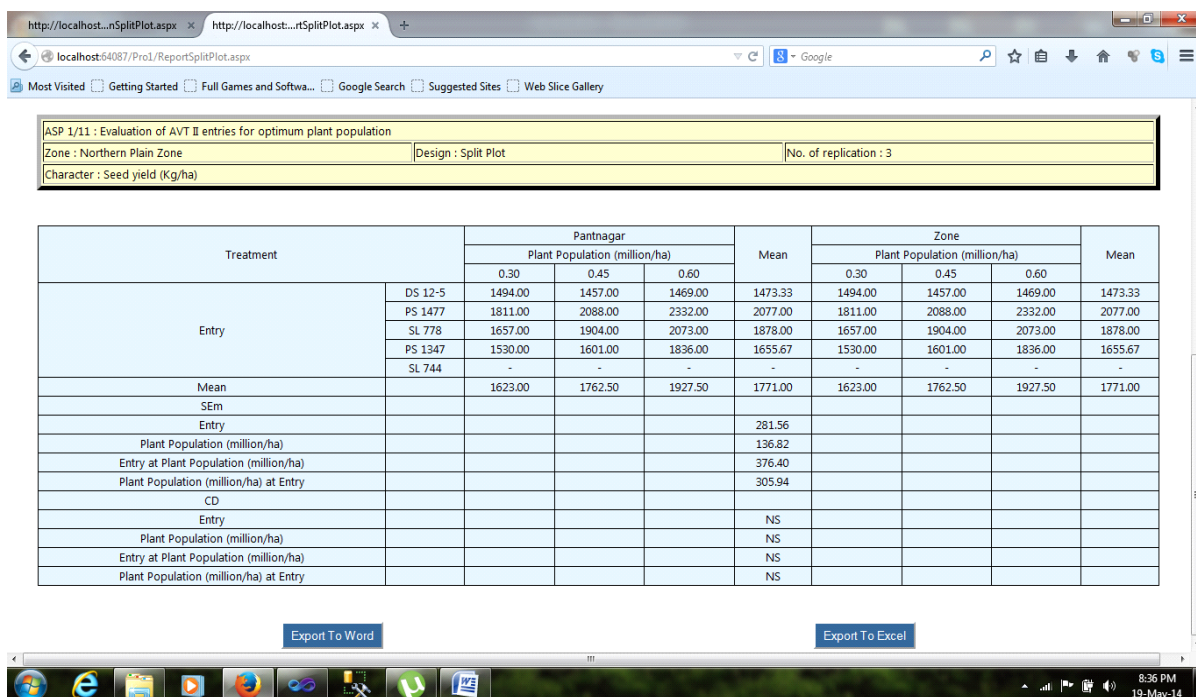 http://localhost...nSplitPlot.aspx × http://localhost:...rtSplitPlot.aspx × +
localhost:64087/Pro1/ReportSplitPlot.aspx 8 Google
Most Visited Getting Started Full Games and Softwa... Google Search Suggested Sites Web Slice Gallery
ASP 1/11 : Evaluation of AVT II entries for optimum plant population
Zone : Northern Plain Zone Design : Split Plot No. of replication : 3
Character : Seed yield (Kg/ha)
Treatment Pantnagar Mean Zone Mean
Plant Population (million/ha) Plant Population (million/ha)
0.30 0.45 0.60 0.30 0.45 0.60
Entry DS 12-5 1494.00 1457.00 1469.00 1473.33 1494.00 1457.00 1469.00 1473.33
PS 1477 1811.00 2088.00 2332.00 2077.00 1811.00 2088.00 2332.00 2077.00
SL 778 1657.00 1904.00 2073.00 1878.00 1657.00 1904.00 2073.00 1878.00
PS 1347 1530.00 1601.00 1836.00 1655.67 1530.00 1601.00 1836.00 1655.67
SL 744 - - - - - - - -
Mean 1623.00 1762.50 1927.50 1771.00 1623.00 1762.50 1927.50 1771.00
SEm
Entry 281.56
Plant Population (million/ha) 136.82
Entry at Plant Population (million/ha) 376.40
Plant Population (million/ha) at Entry 305.94
CD
Entry NS
Plant Population (million/ha) NS
Entry at Plant Population (million/ha) NS
Plant Population (million/ha) at Entry NS
Export To Word Export To Excel
8:36 PM
19-May-14